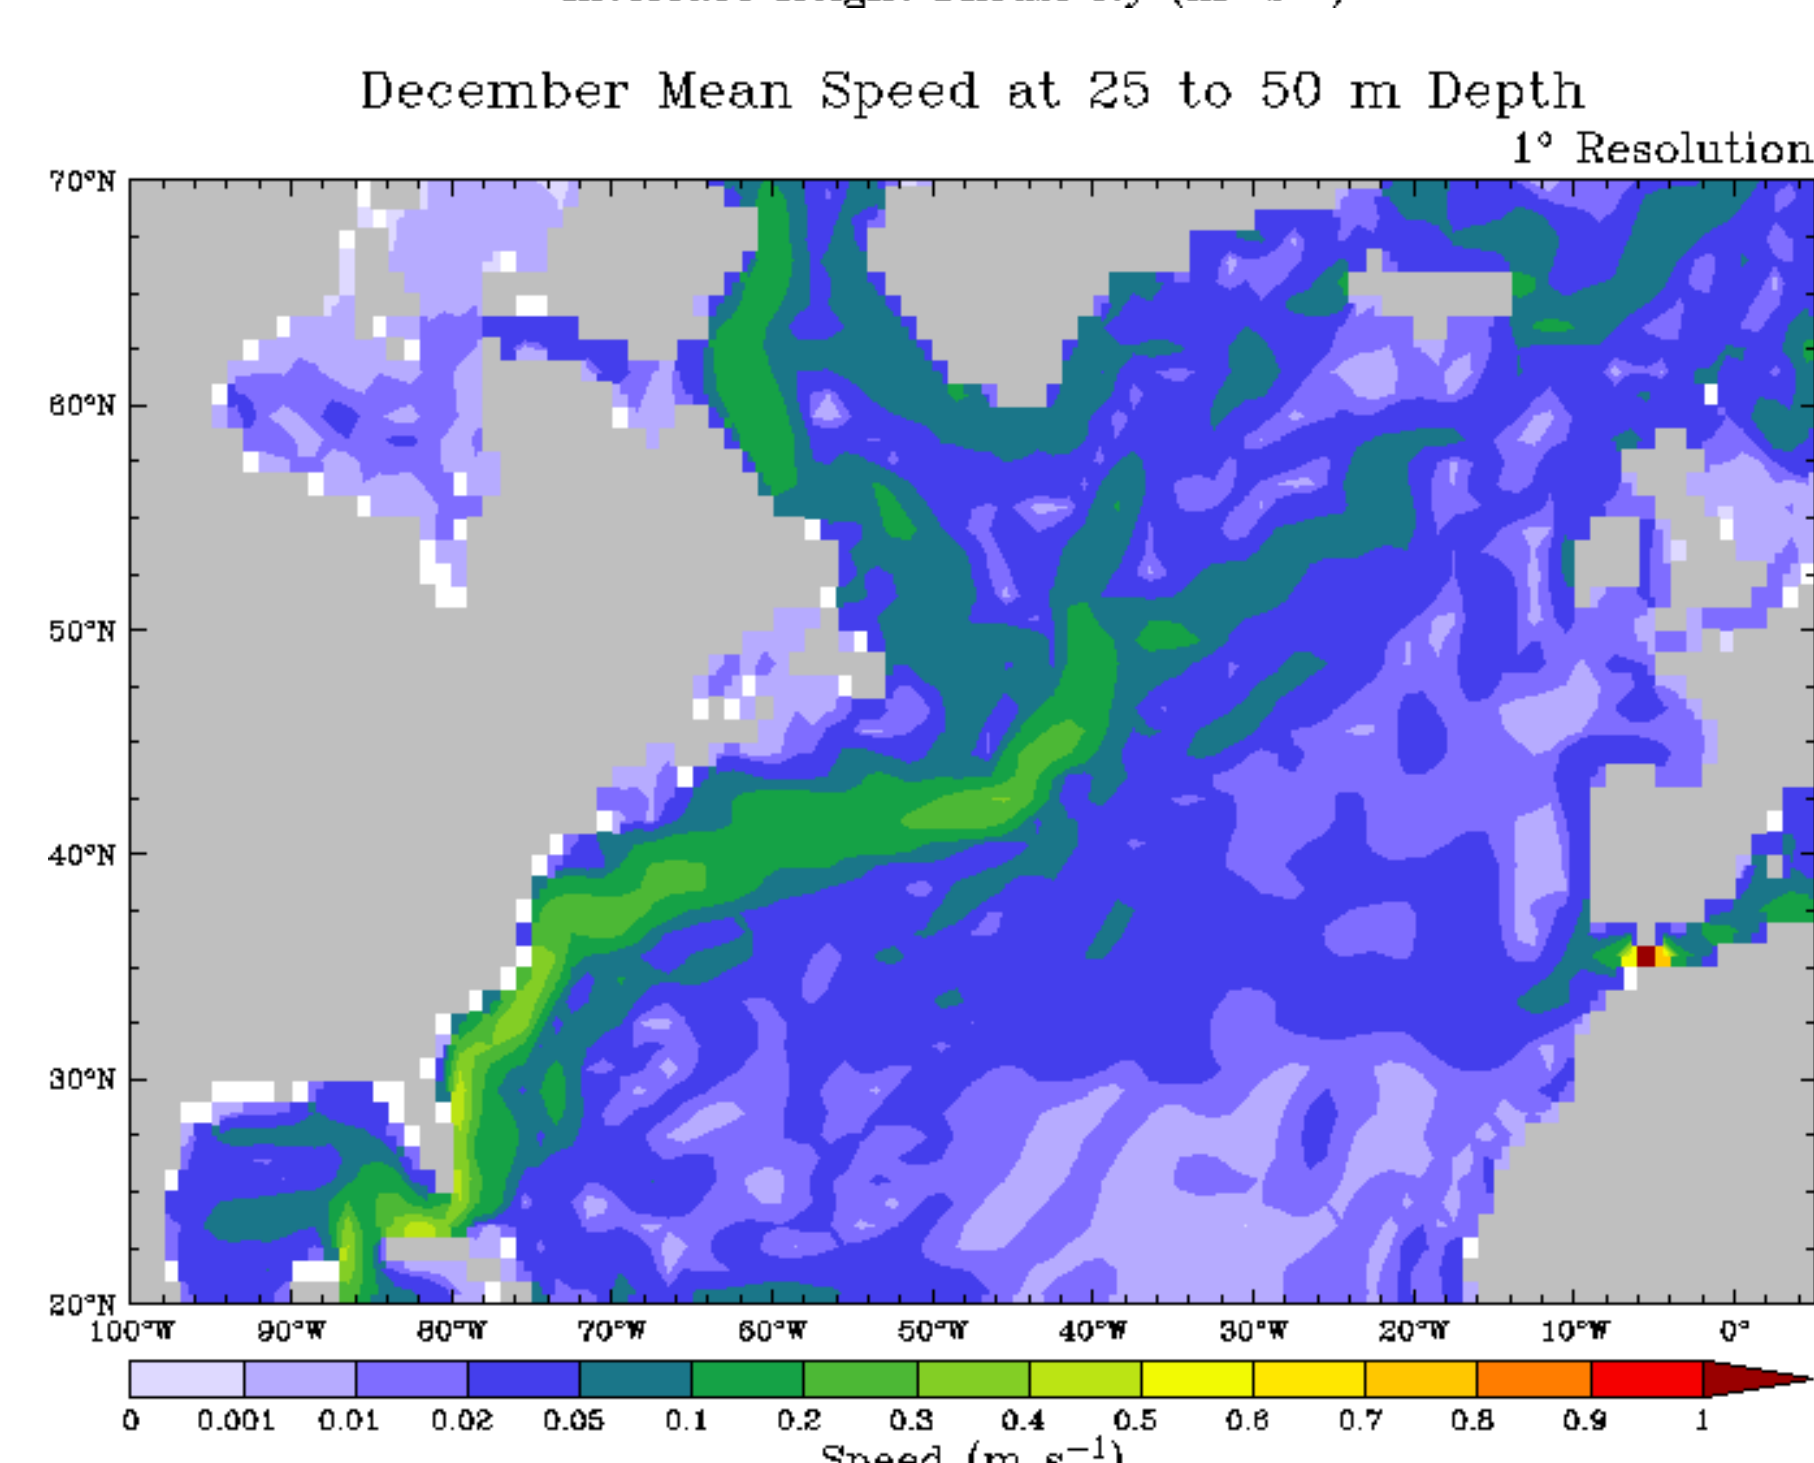 December Mean Speed at 25 to 50 m Depth
1° Resolution
70°N
60°N
50°N
40°N
30°N
20°N
100°W 90°W 80°W 70°W 60°W 50°W 40°W 30°W 20°W 10°W 0°
0 0.001 0.01 0.02 0.05 0.1 0.2 0.3 0.4 0.5 0.6 0.7 0.8 0.9 1
Speed (m s⁻¹)